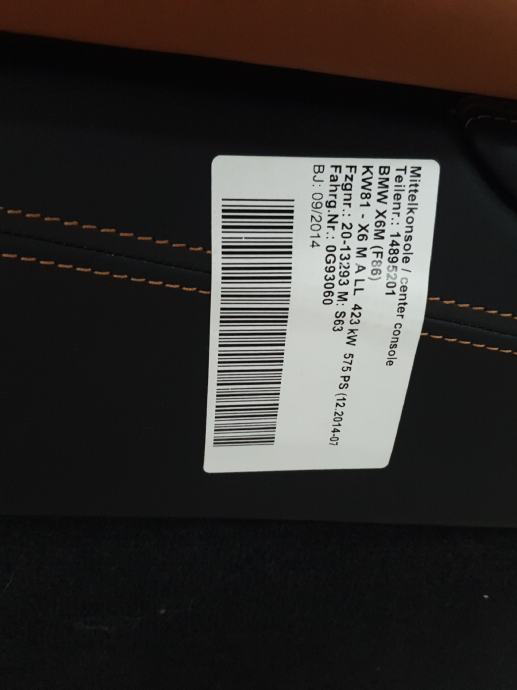 Mittelkonsole / center console
Teilenr.: 14895201
BMW X6M (F86)
KW81 - X6 M A LL 423 kW 575 PS (12.2014-07
Fzgnr.: 20-13293 M: S63
Fahrg.Nr.: 0G93060
BJ: 09/2014